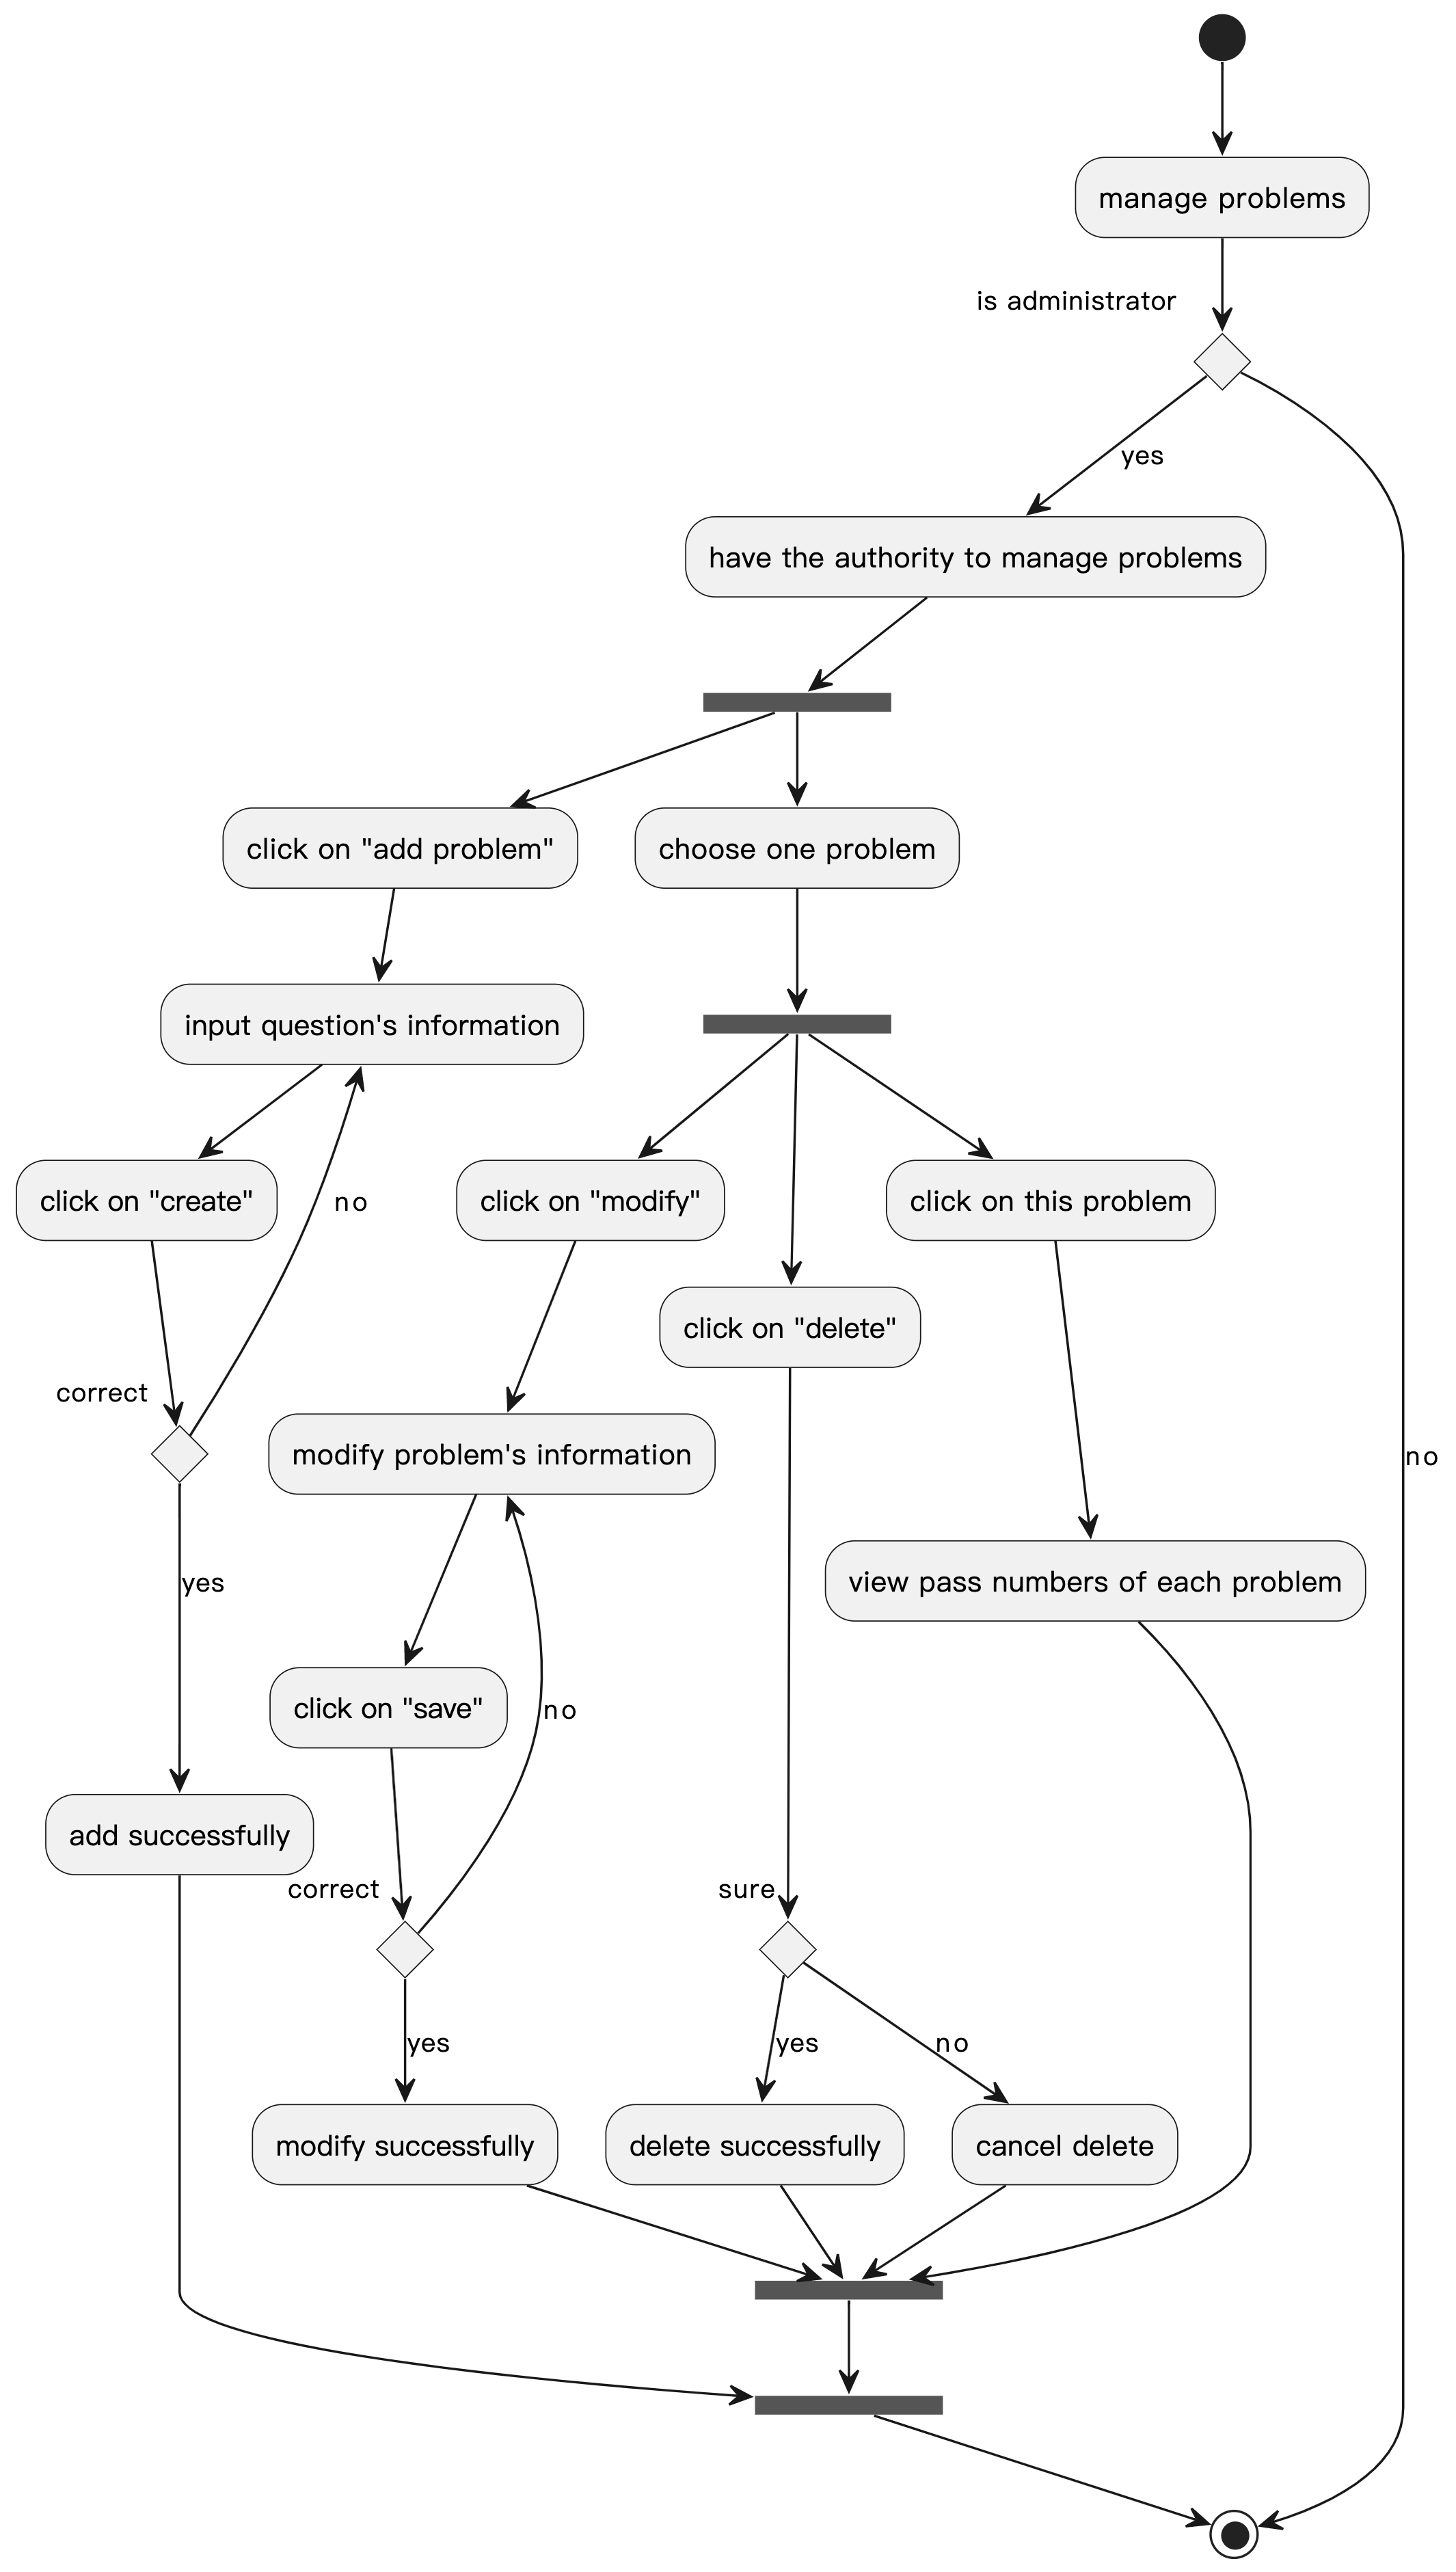 manage problems
is administrator
yes
have the authority to manage problems
click on "add problem"
choose one problem
input question's information
click on "create"
no
click on "modify"
click on this problem
click on "delete"
correct
modify problem's information
no
yes
view pass numbers of each problem
click on "save"
no
add successfully
correct
sure
yes
yes
no
modify successfully
delete successfully
cancel delete